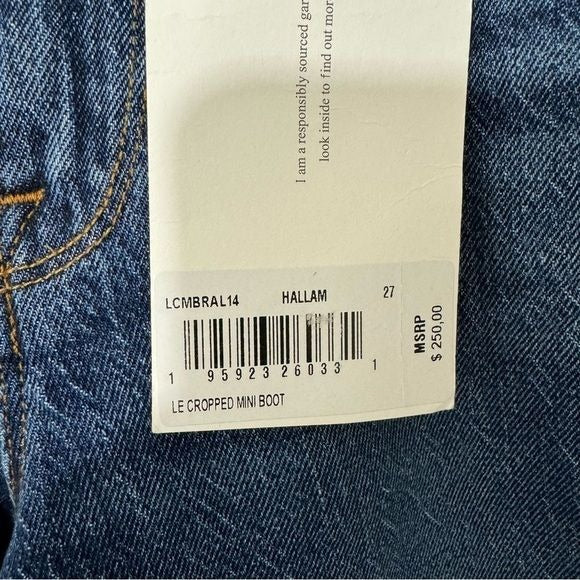 I am a responsibly sourced gar
look inside to find out mor
LCMBRAL14 HALLAM 27
1 95923 26033 1
LE CROPPED MINI BOOT
MSRP
$ 250,00